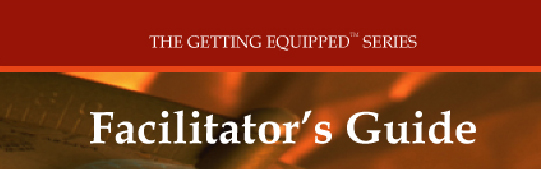 THE GETTING EQUIPPED™ SERIES
Facilitator's Guide